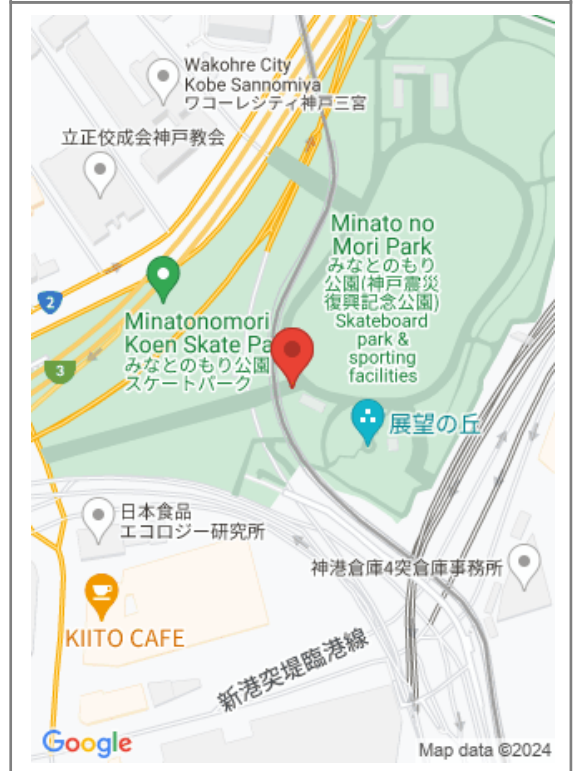 Wakohre City
Kobe Sannomiya
ワコーレシティ神戸三宮
立正佼成会神戸教会
Minato no
Mori Park
みなとのもり
公園(神戸震災
復興記念公園)
Skateboard
park &
sporting
facilities
2
Minatonomori
Koen Skate Pa
みなとのもり公園
スケートパーク
3
展望の丘
日本食品
エコロジー研究所
神港倉庫4突倉庫事務所
KIITO CAFE
新港突堤臨港線
Google
Map data ©2024